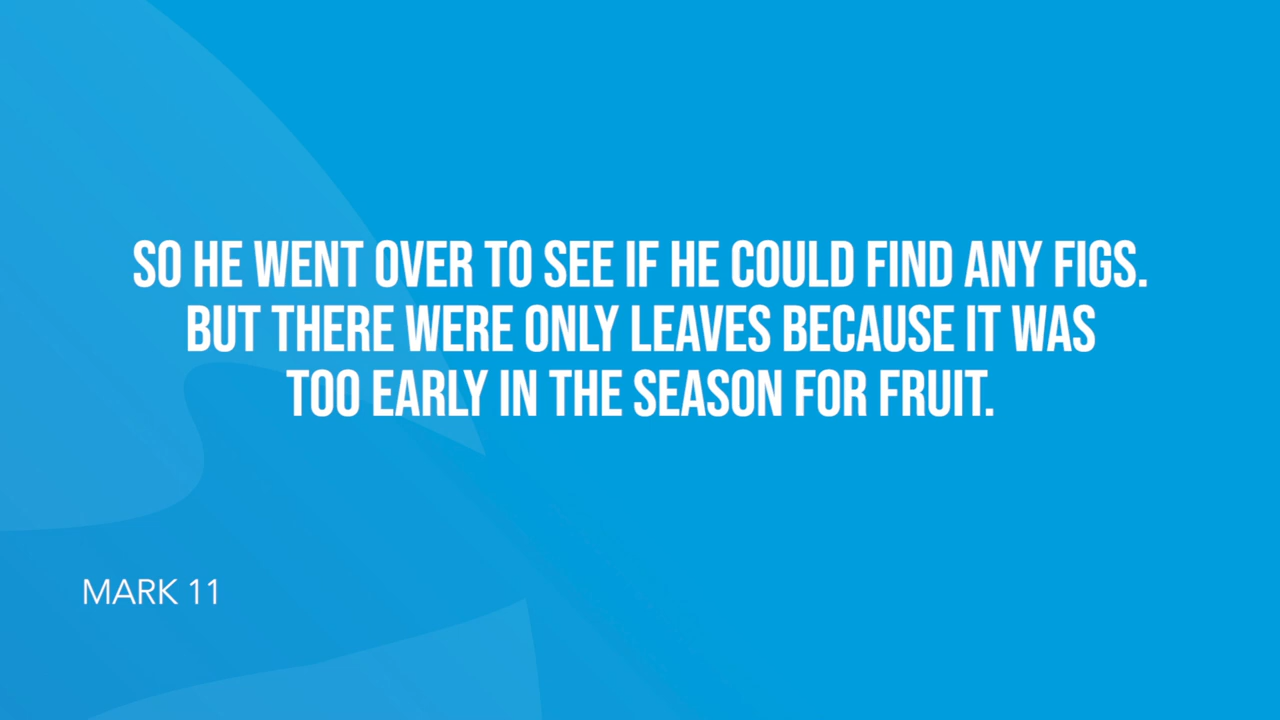 SO HE WENT OVER TO SEE IF HE COULD FIND ANY FIGS.
BUT THERE WERE ONLY LEAVES BECAUSE IT WAS
TOO EARLY IN THE SEASON FOR FRUIT.
MARK 11